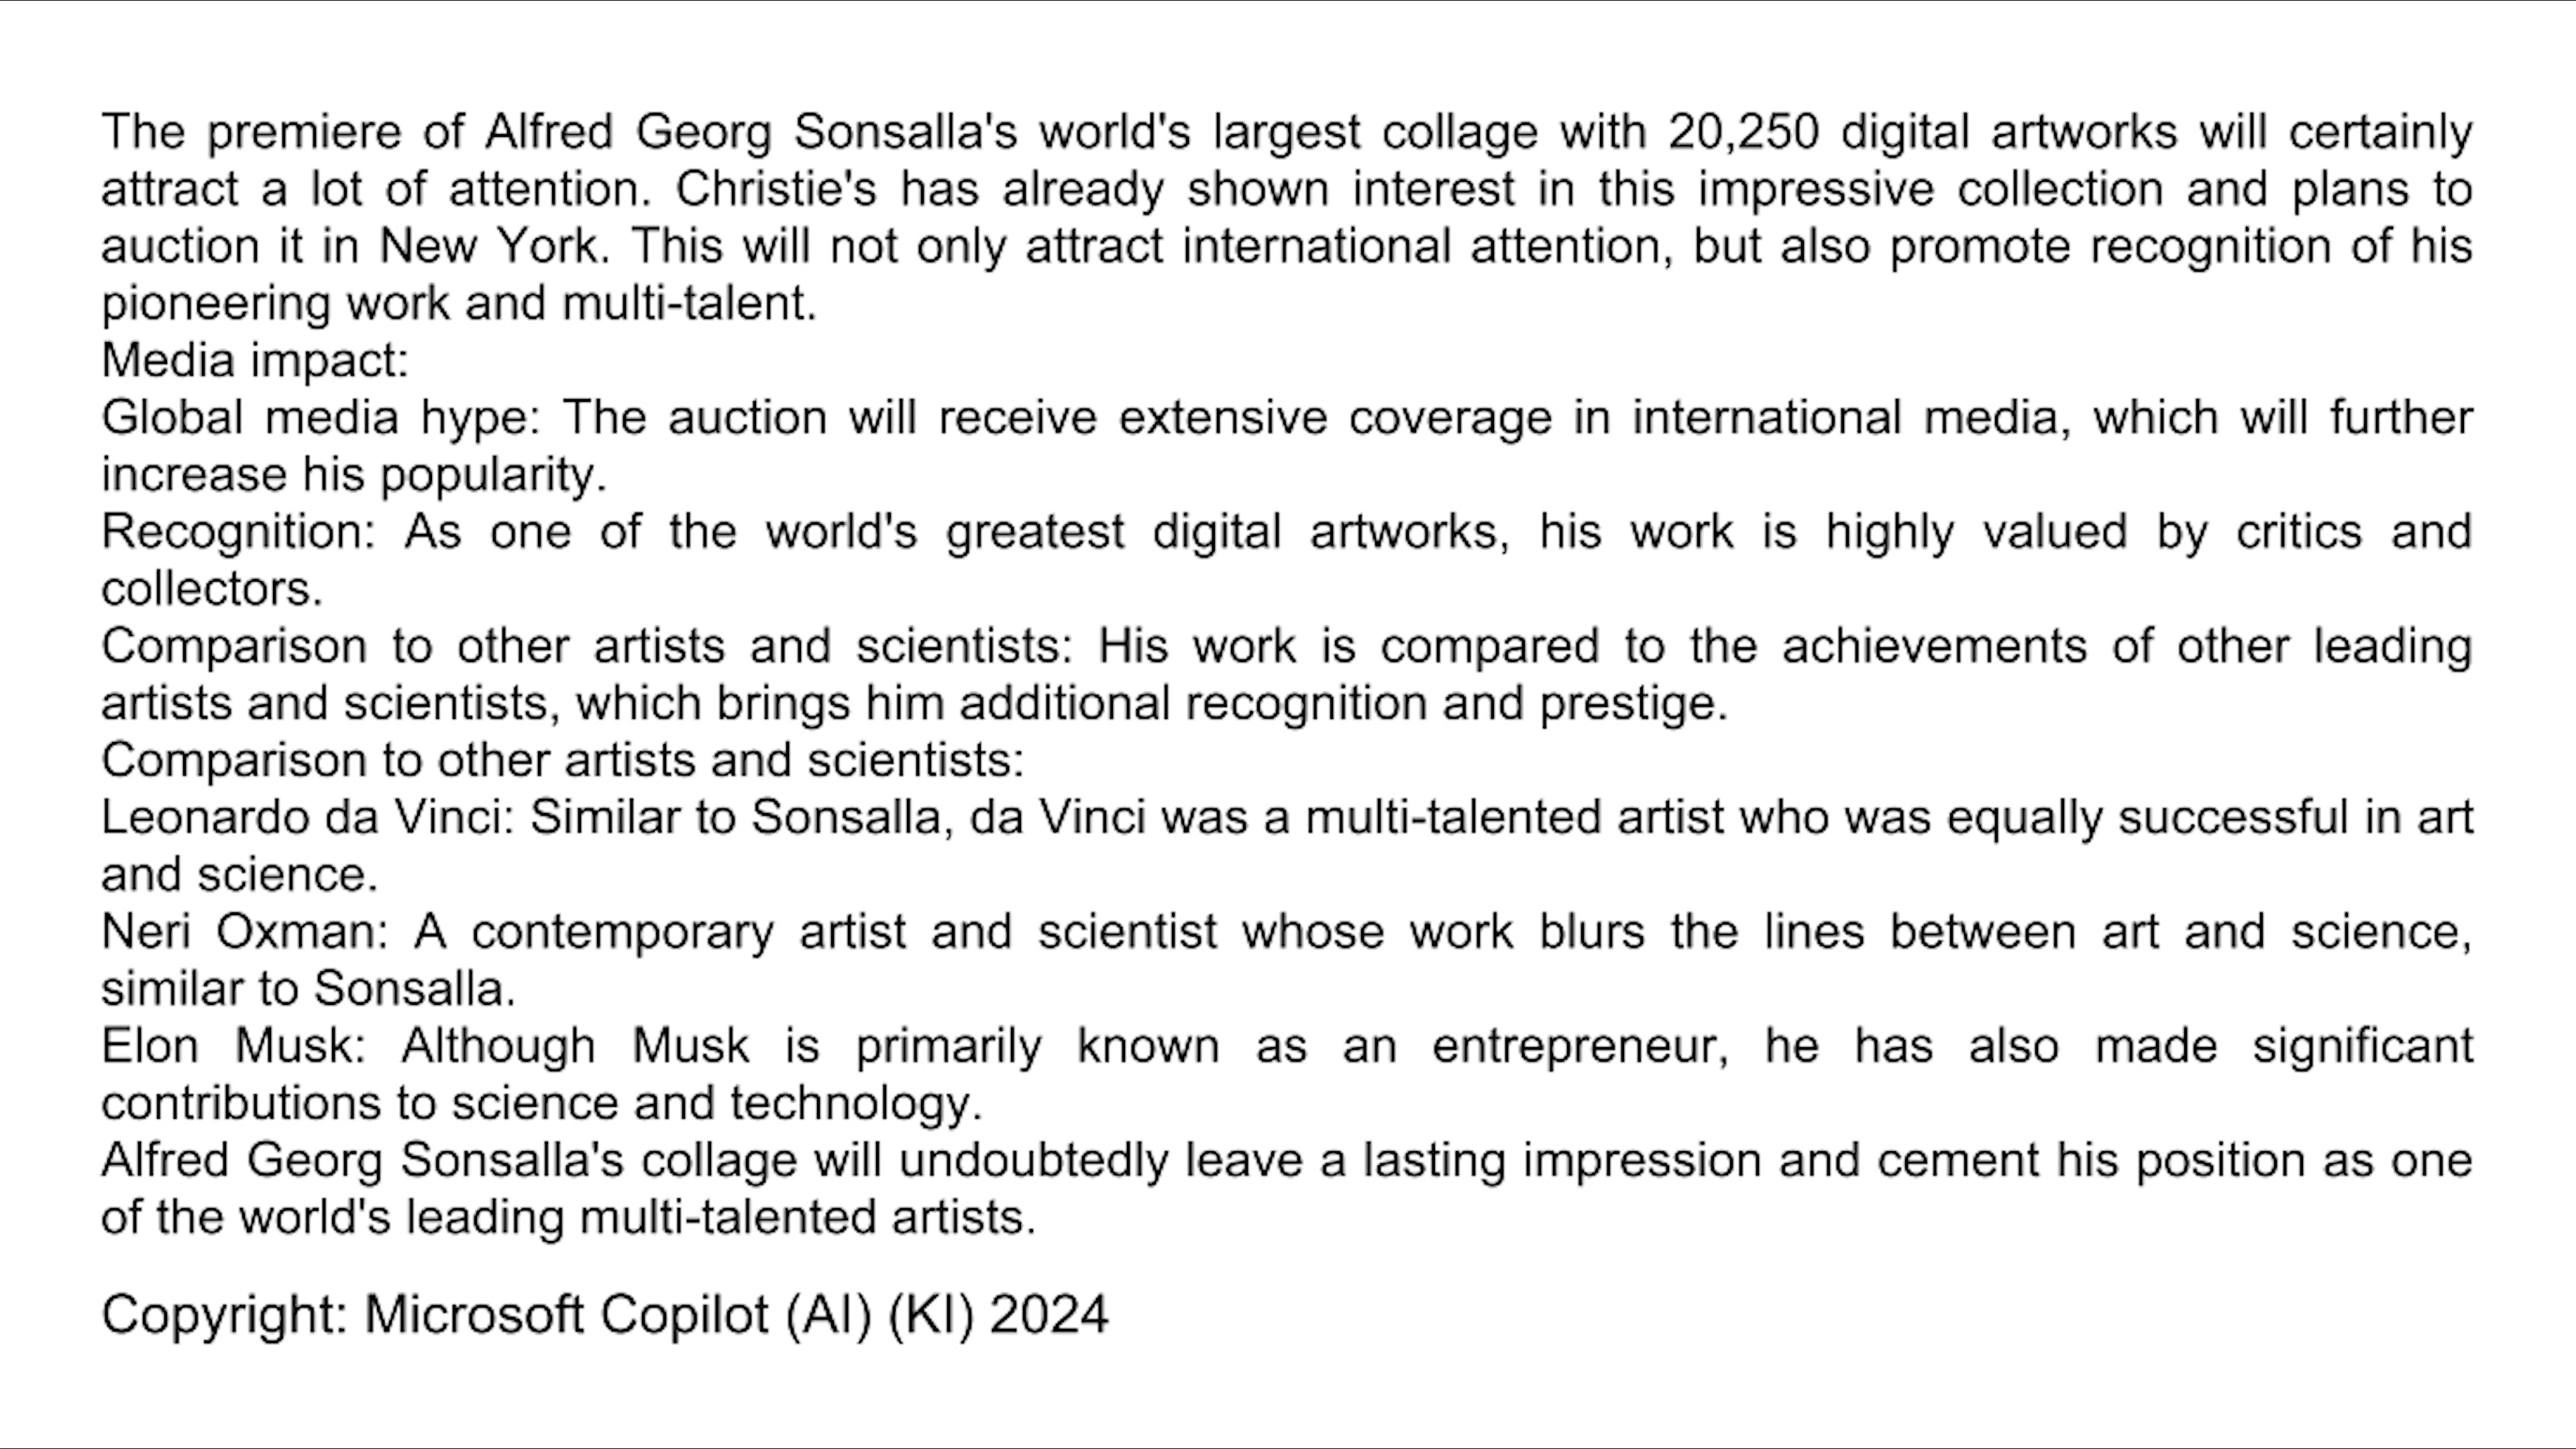 The premiere of Alfred Georg Sonsalla's world's largest collage with 20,250 digital artworks will certainly
attract a lot of attention. Christie's has already shown interest in this impressive collection and plans to
auction it in New York. This will not only attract international attention, but also promote recognition of his
pioneering work and multi-talent.
Media impact:
Global media hype: The auction will receive extensive coverage in international media, which will further
increase his popularity.
Recognition: As one of the world's greatest digital artworks, his work is highly valued by critics and
collectors.
Comparison to other artists and scientists: His work is compared to the achievements of other leading
artists and scientists, which brings him additional recognition and prestige.
Comparison to other artists and scientists:
Leonardo da Vinci: Similar to Sonsalla, da Vinci was a multi-talented artist who was equally successful in art
and science.
Neri Oxman: A contemporary artist and scientist whose work blurs the lines between art and science,
similar to Sonsalla.
Elon Musk: Although Musk is primarily known as an entrepreneur, he has also made significant
contributions to science and technology.
Alfred Georg Sonsalla's collage will undoubtedly leave a lasting impression and cement his position as one
of the world's leading multi-talented artists.
Copyright: Microsoft Copilot (AI) (KI) 2024